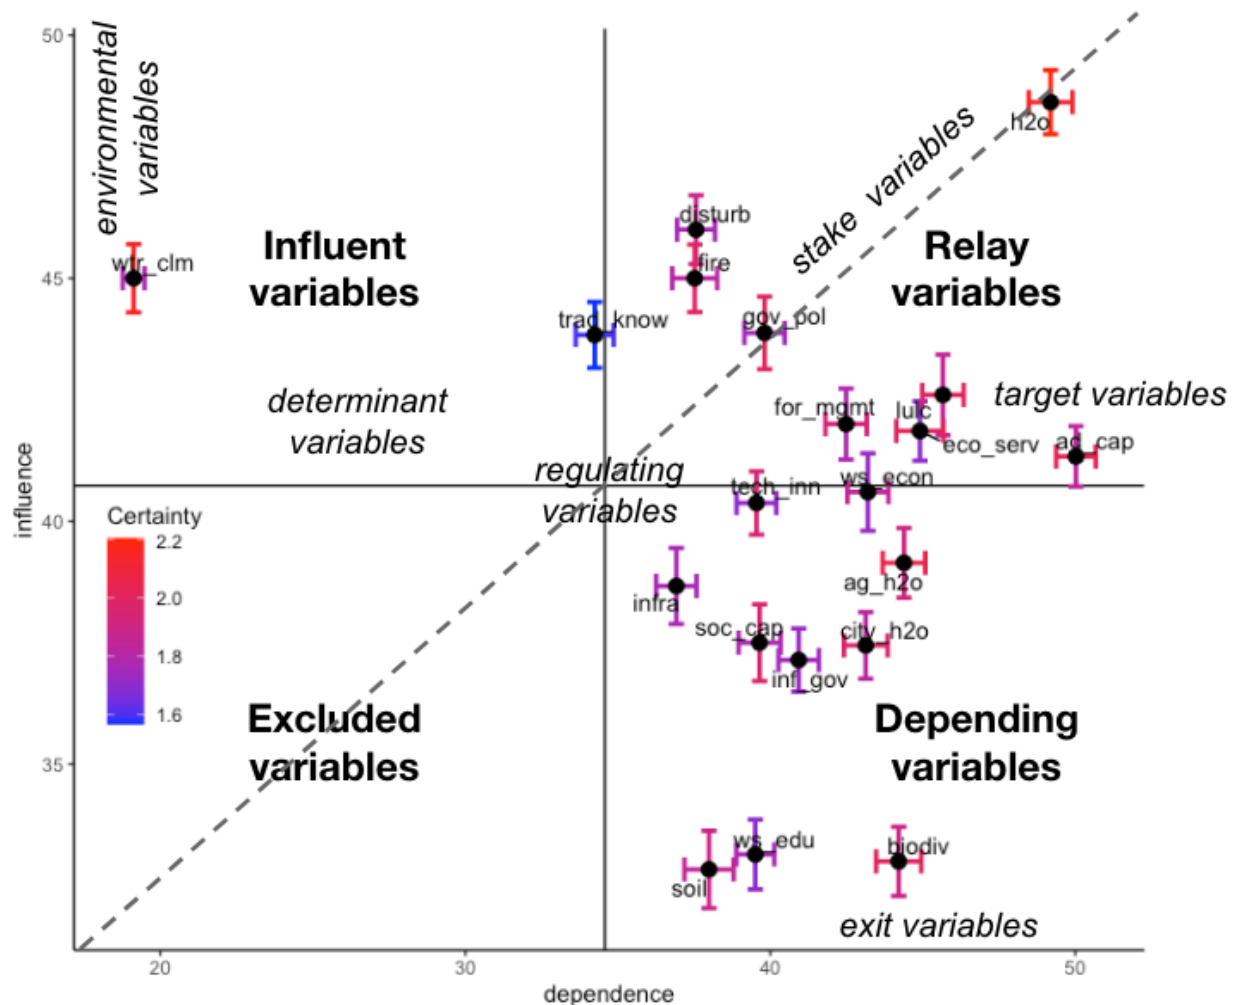 50
environmental
variables
h2o
stake variables
disturb
Influent
variables
Relay
variables
wtr_clm
45
fire
trad_know
gov_pol
determinant
variables
target variables
for_mgmt
lulc
eco_serv
ad_cap
regulating
variables
tech_inn
ws_econ
influence
40
Certainty
2.2
2.0
1.8
1.6
ag_h2o
infra
soc_cap
city_h2o
inf_gov
Excluded
variables
Depending
variables
35
ws_edu
biodiv
soil
exit variables
20
30
40
50
dependence